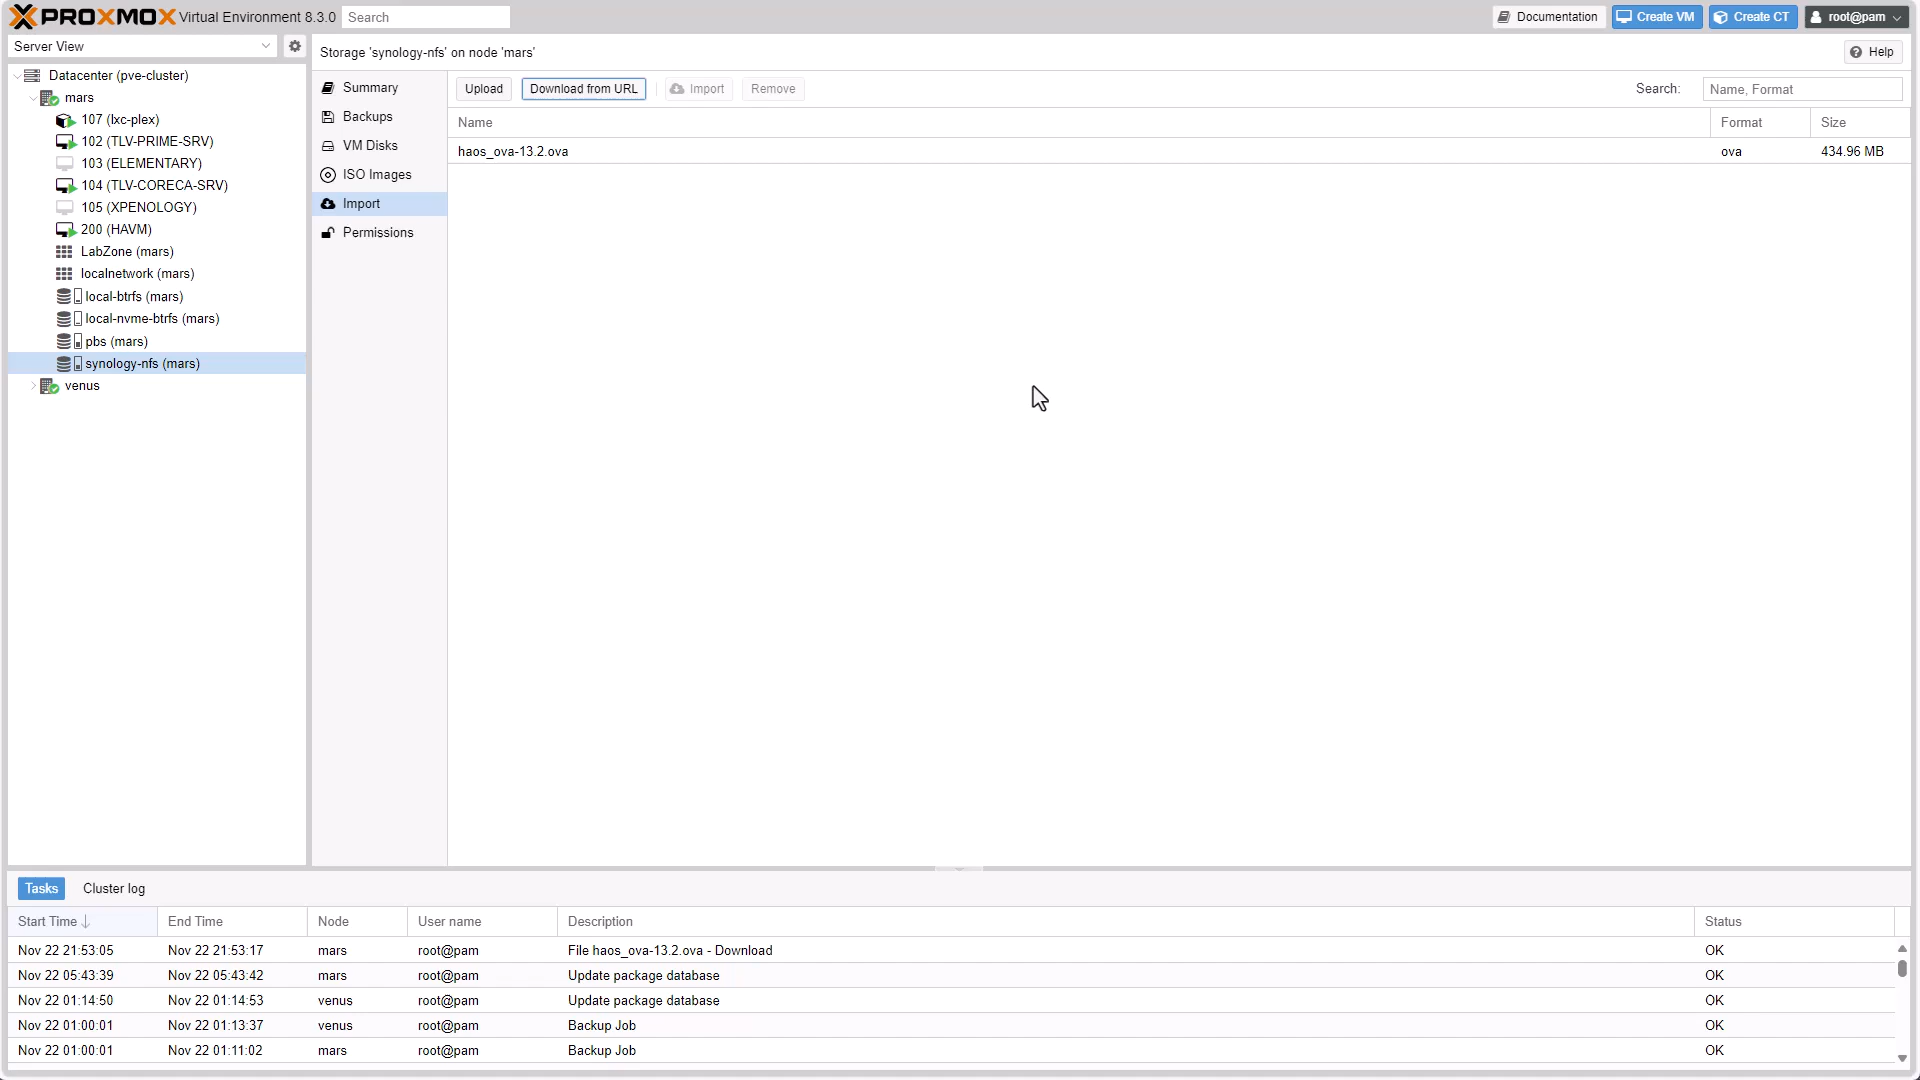 PROXMOX Virtual Environment 8.3.0 Search Documentation Create VM Create CT root@pam
Server View
Storage 'synology-nfs' on node 'mars' Help
Datacenter (pve-cluster)
mars
107 (lxc-plex)
102 (TLV-PRIME-SRV)
103 (ELEMENTARY)
104 (TLV-CORECA-SRV)
105 (XPENOLOGY)
200 (HAVM)
LabZone (mars)
localnetwork (mars)
local-btrfs (mars)
local-nvme-btrfs (mars)
pbs (mars)
synology-nfs (mars)
venus
Summary
Backups
VM Disks
ISO Images
Import
Permissions
Upload Download from URL Import Remove Search: Name, Format
Name Format Size
haos_ova-13.2.ova ova 434.96 MB
Tasks Cluster log
Start Time End Time Node User name Description Status
Nov 22 21:53:05 Nov 22 21:53:17 mars root@pam File haos_ova-13.2.ova - Download OK
Nov 22 05:43:39 Nov 22 05:43:42 mars root@pam Update package database OK
Nov 22 01:14:50 Nov 22 01:14:53 venus root@pam Update package database OK
Nov 22 01:00:01 Nov 22 01:13:37 venus root@pam Backup Job OK
Nov 22 01:00:01 Nov 22 01:11:02 mars root@pam Backup Job OK